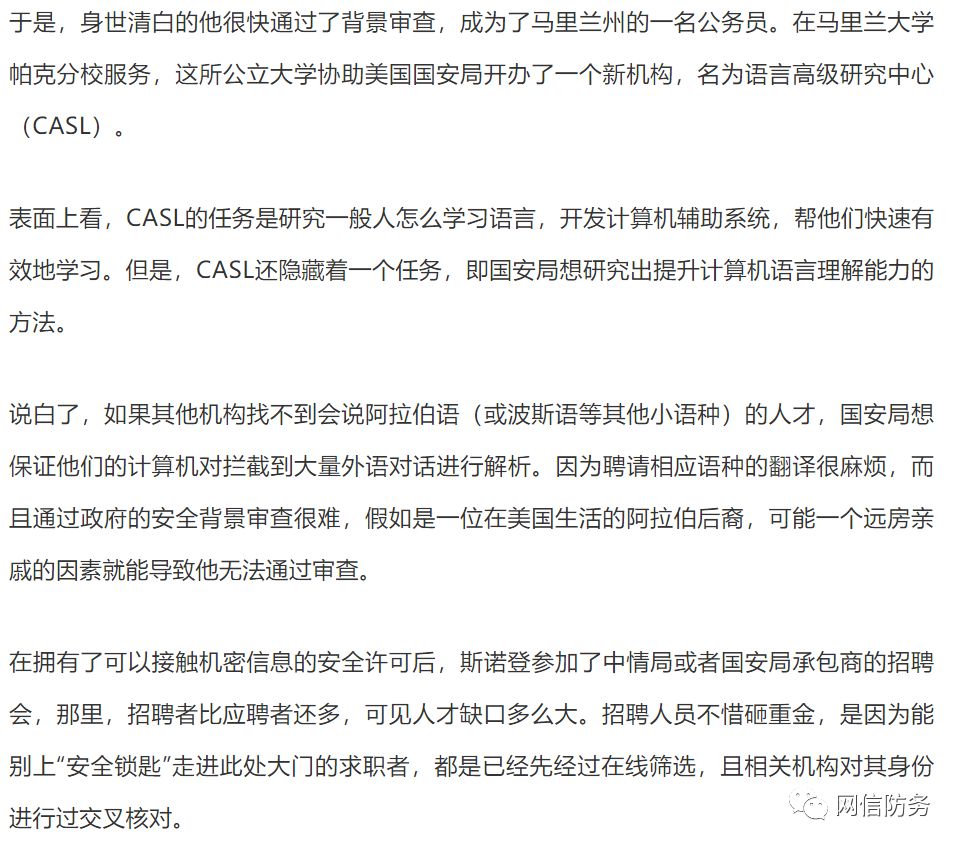 于是，身世清白的他很快通过了背景审查，成为了马里兰州的一名公务员。在马里兰大学
帕克分校服务，这所公立大学协助美国国安局开办了一个新机构，名为语言高级研究中心
（CASL）。
表面上看，CASL的任务是研究一般人怎么学习语言，开发计算机辅助系统，帮他们快速有
效地学习。但是，CASL还隐藏着一个任务，即国安局想研究出提升计算机语言理解能力的
方法。
说白了，如果其他机构找不到会说阿拉伯语（或波斯语等其他小语种）的人才，国安局想
保证他们的计算机对拦截到大量外语对话进行解析。因为聘请相应语种的翻译很麻烦，而
且通过政府的安全背景审查很难，假如是一位在美国生活的阿拉伯后裔，可能一个远房亲
戚的因素就能导致他无法通过审查。
在拥有了可以接触机密信息的安全许可后，斯诺登参加了中情局或者国安局承包商的招聘
会，那里，招聘者比应聘者还多，可见人才缺口多么大。招聘人员不惜砸重金，是因为能
别上“安全锁匙”走进此处大门的求职者，都是已经先经过在线筛选，且相关机构对其身份
进行过交叉核对。
网信防务